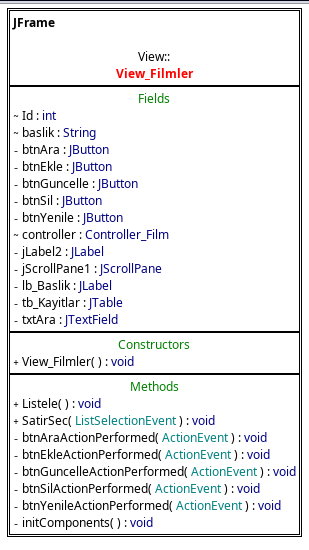 JFrame
View::
View_Filmler
Fields
~ Id : int
~ baslik : String
- btnAra : JButton
- btnEkle : JButton
- btnGuncelle : JButton
- btnSil : JButton
- btnYenile : JButton
~ controller : Controller_Film
- jLabel2 : JLabel
- jScrollPane1 : JScrollPane
- lb_Baslik : JLabel
- tb_Kayitlar : JTable
- txtAra : JTextField
Constructors
+ View_Filmler( ) : void
Methods
+ Listele( ) : void
+ SatirSec( ListSelectionEvent ) : void
- btnAraActionPerformed( ActionEvent ) : void
- btnEkleActionPerformed( ActionEvent ) : void
- btnGuncelleActionPerformed( ActionEvent ) : void
- btnSilActionPerformed( ActionEvent ) : void
- btnYenileActionPerformed( ActionEvent ) : void
- initComponents( ) : void